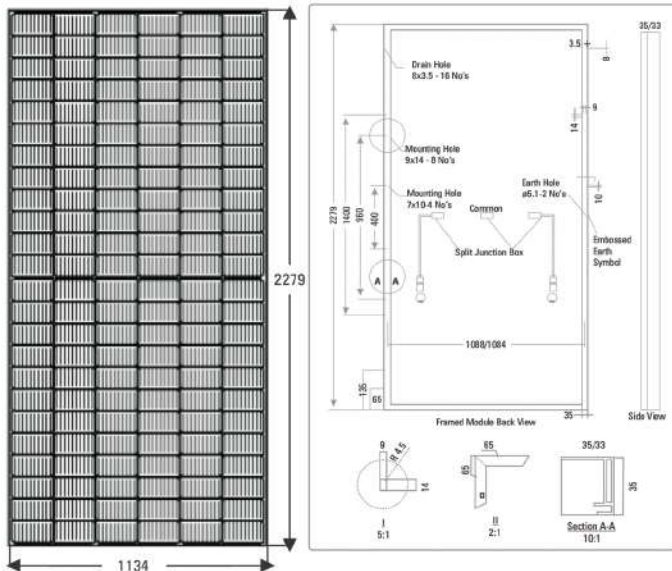 2279
1134
35/33
3.5
8
Drain Hole
8x3.5 - 16 No's
9
14
Mounting Hole
9x14 - 8 No's
Mounting Hole
7x10-4 No's
Earth Hole
ø5.1-2 No's
10
2279
1400
960
400
Common
Split Junction Box
Embossed
Earth
Symbol
A A
1088/1084
135
65
35
Framed Module Back View
Side View
9
R 4.5
14
I
5:1
65
65
II
2:1
35/33
35
Section A-A
10:1